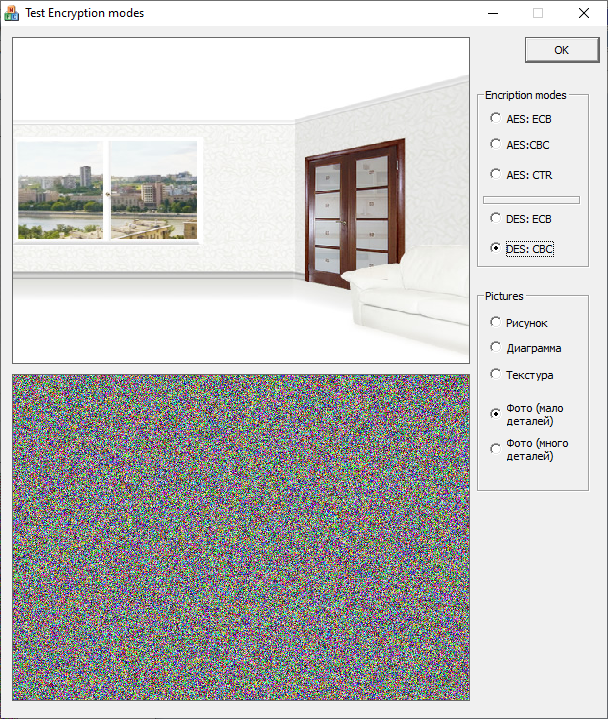 Test Encryption modes
OK
Encription modes
AES: ECB
AES:CBC
AES: CTR
DES: ECB
DES: CBC
Pictures
Рисунок
Диаграмма
Текстура
Фото (мало
деталей)
Фото (много
деталей)